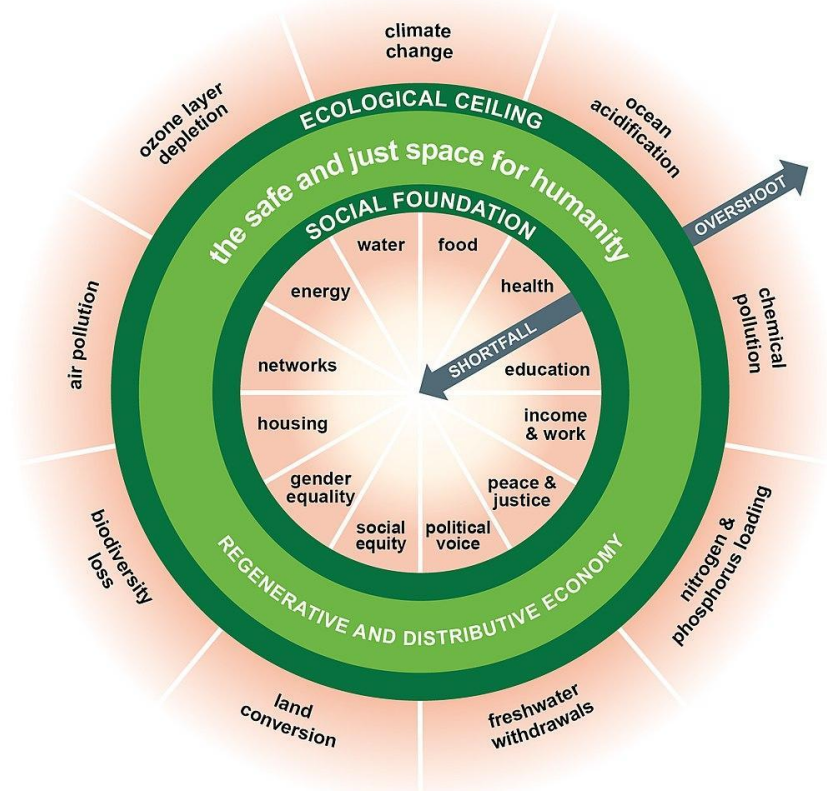 climate
change
ocean
acidification
chemical
pollution
nitrogen &
phosphorus loading
freshwater
withdrawals
land
conversion
biodiversity
loss
air pollution
ozone layer
depletion
OVERSHOOT
ECOLOGICAL CEILING
the safe and just space for humanity
SOCIAL FOUNDATION
water
food
health
SHORTFALL
education
income
& work
peace &
justice
political
voice
social
equity
gender
equality
housing
networks
energy
REGENERATIVE AND DISTRIBUTIVE ECONOMY